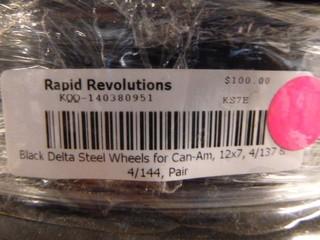 Rapid Revolutions
$100.00
KQQ-140380951
KS7E
Black Delta Steel Wheels for Can-Am, 12x7, 4/137 &
4/144, Pair